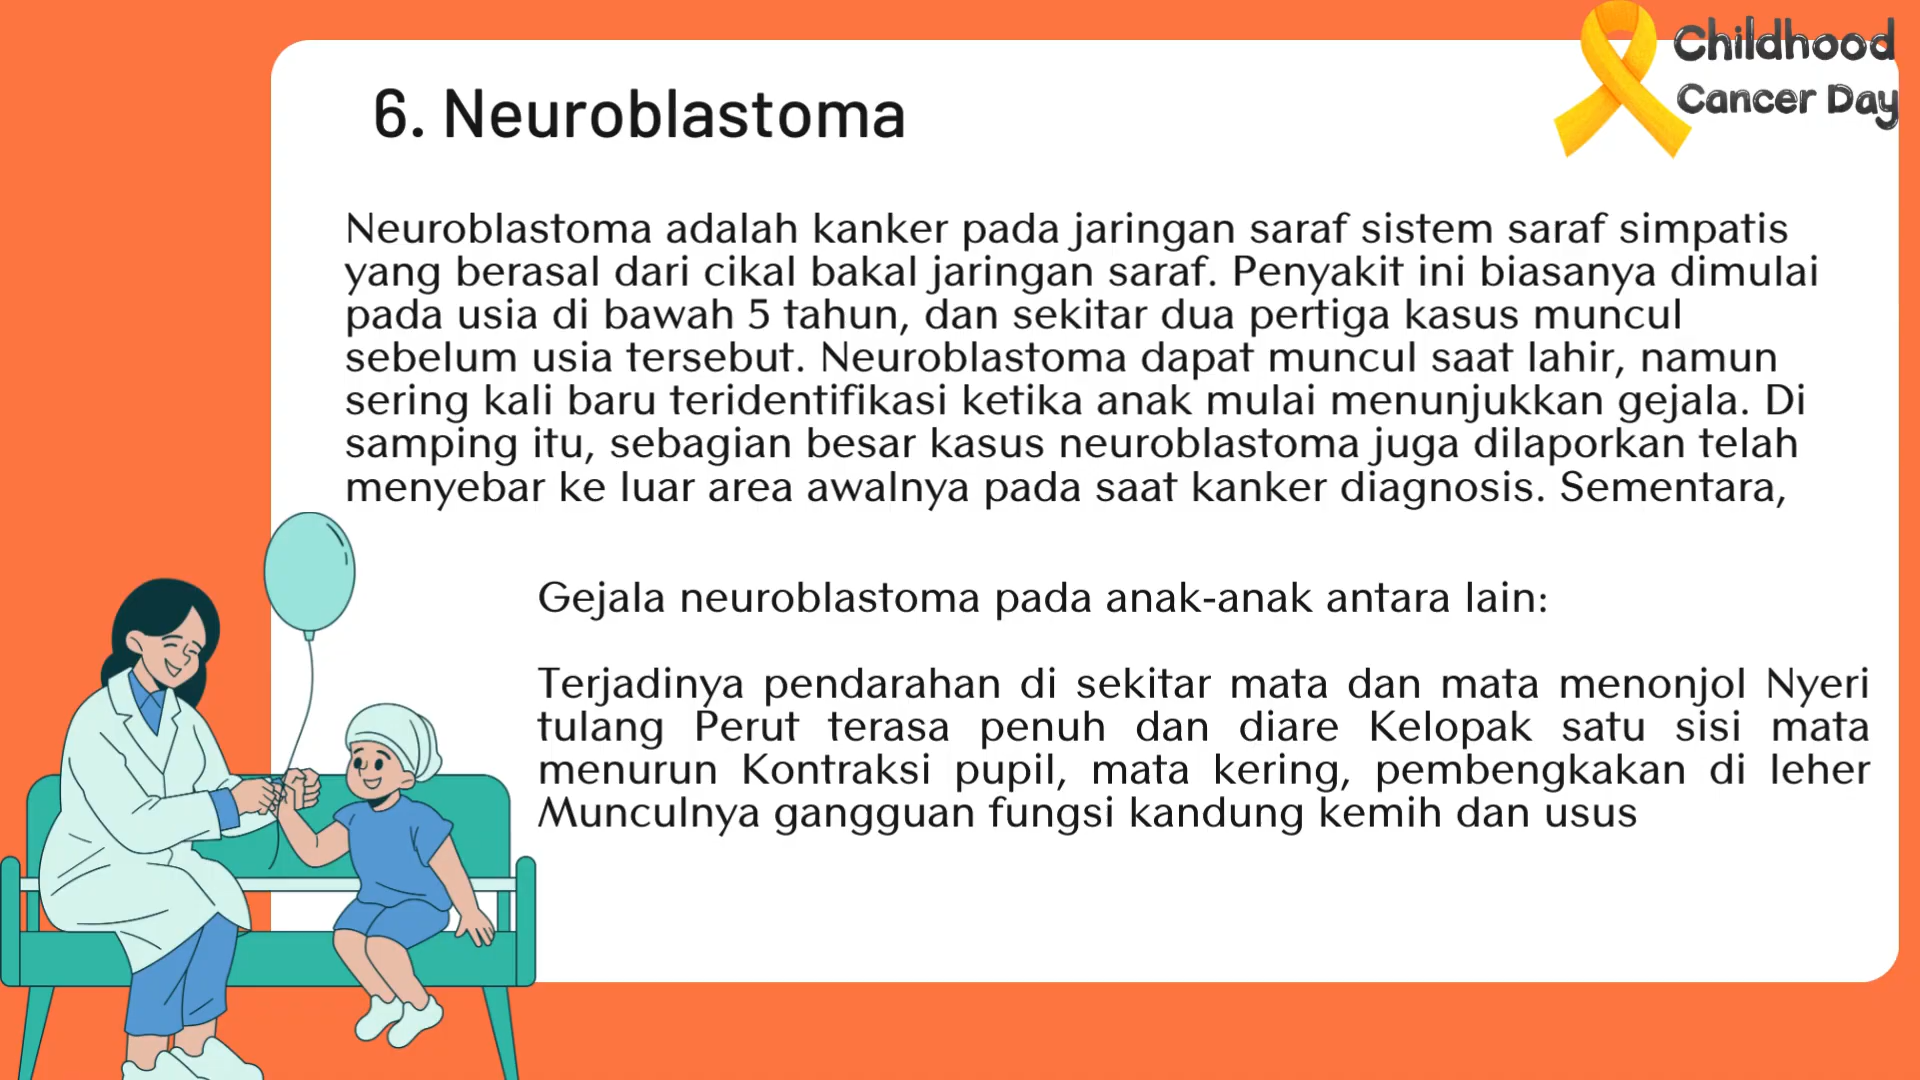 Childhood
Cancer Day
6. Neuroblastoma
Neuroblastoma adalah kanker pada jaringan saraf sistem saraf simpatis
yang berasal dari cikal bakal jaringan saraf. Penyakit ini biasanya dimulai
pada usia di bawah 5 tahun, dan sekitar dua pertiga kasus muncul
sebelum usia tersebut. Neuroblastoma dapat muncul saat lahir, namun
sering kali baru teridentifikasi ketika anak mulai menunjukkan gejala. Di
samping itu, sebagian besar kasus neuroblastoma juga dilaporkan telah
menyebar ke luar area awalnya pada saat kanker diagnosis. Sementara,
Gejala neuroblastoma pada anak-anak antara lain:
Terjadinya pendarahan di sekitar mata dan mata menonjol Nyeri
tulang Perut terasa penuh dan diare Kelopak satu sisi mata
menurun Kontraksi pupil, mata kering, pembengkakan di leher
Munculnya gangguan fungsi kandung kemih dan usus